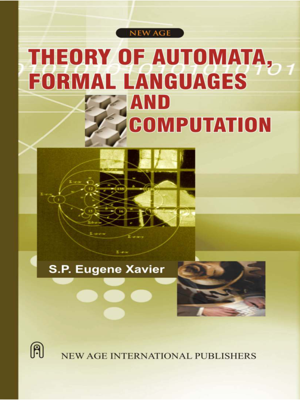 NEW AGE
THEORY OF AUTOMATA,
FORMAL LANGUAGES
AND
COMPUTATION
S.P. Eugene Xavier
NEW AGE INTERNATIONAL PUBLISHERS